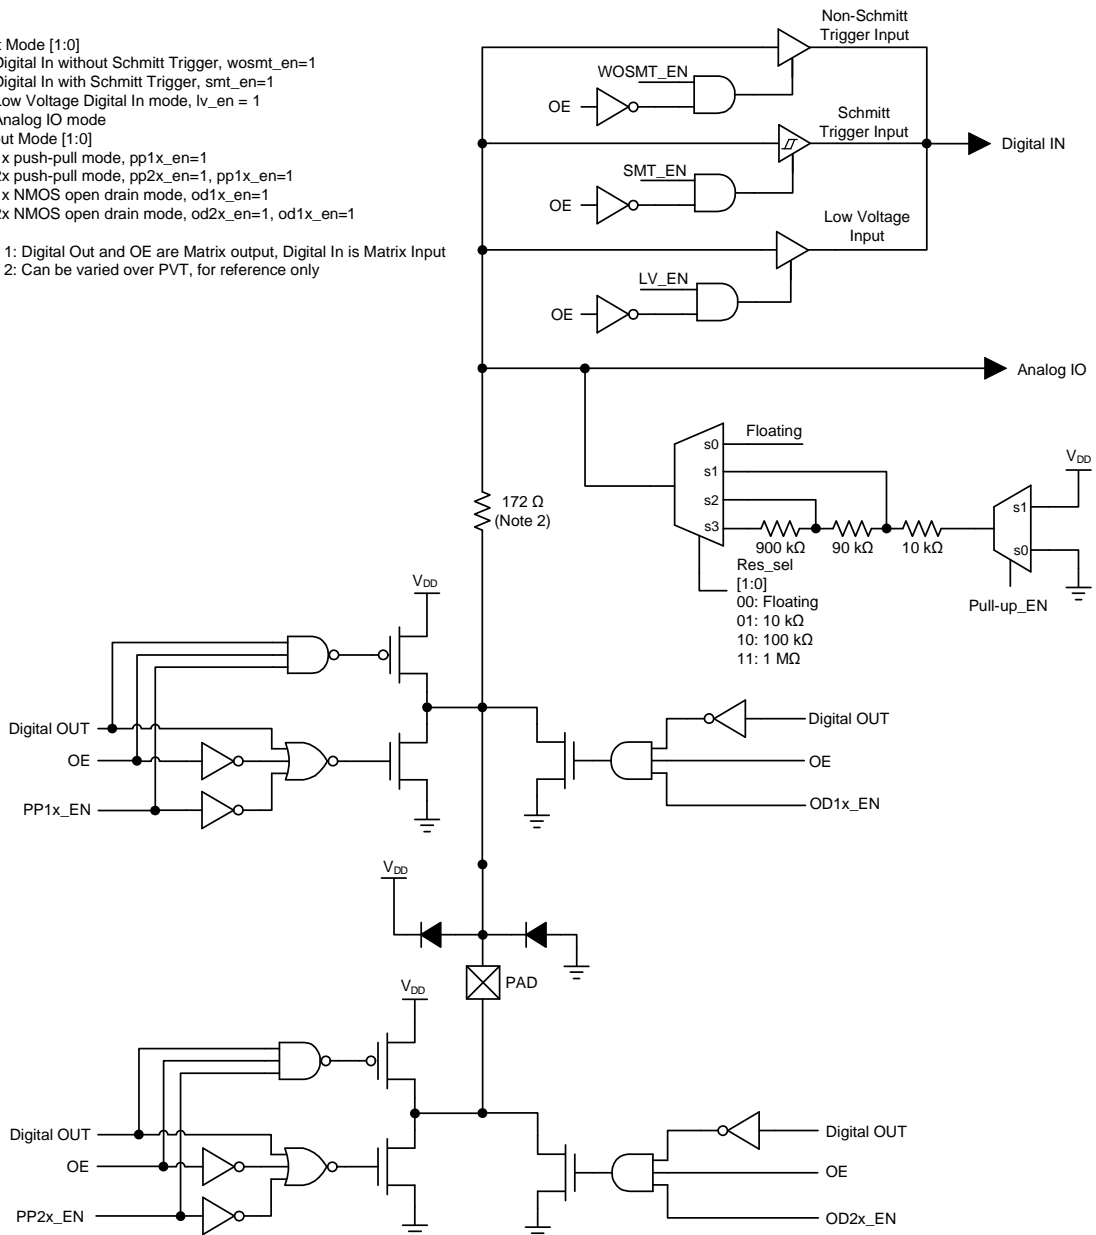 Mode [1:0]
Digital In without Schmitt Trigger, wosmt_en=1
Digital In with Schmitt Trigger, smt_en=1
Low Voltage Digital In mode, lv_en = 1
Analog IO mode
Mode [1:0]
push-pull mode, pp1x_en=1
2x push-pull mode, pp2x_en=1, pp1x_en=1
NMOS open drain mode, od1x_en=1
2x NMOS open drain mode, od2x_en=1, od1x_en=1
1: Digital Out and OE are Matrix output, Digital In is Matrix Input
2: Can be varied over PVT, for reference only
Non-Schmitt
Trigger Input
WOSMT_EN
OE
Schmitt
Trigger Input
Digital IN
SMT_EN
OE
Low Voltage
Input
LV_EN
OE
Analog IO
Floating
s0
s1
s2
s3
VDD
s1
s0
172 Ω
(Note 2)
900 kΩ
90 kΩ
10 kΩ
Res_sel
[1:0]
00: Floating
01: 10 kΩ
10: 100 kΩ
11: 1 MΩ
Pull-up_EN
VDD
Digital OUT
OE
PP1x_EN
Digital OUT
OE
OD1x_EN
VDD
PAD
VDD
Digital OUT
OE
PP2x_EN
Digital OUT
OE
OD2x_EN